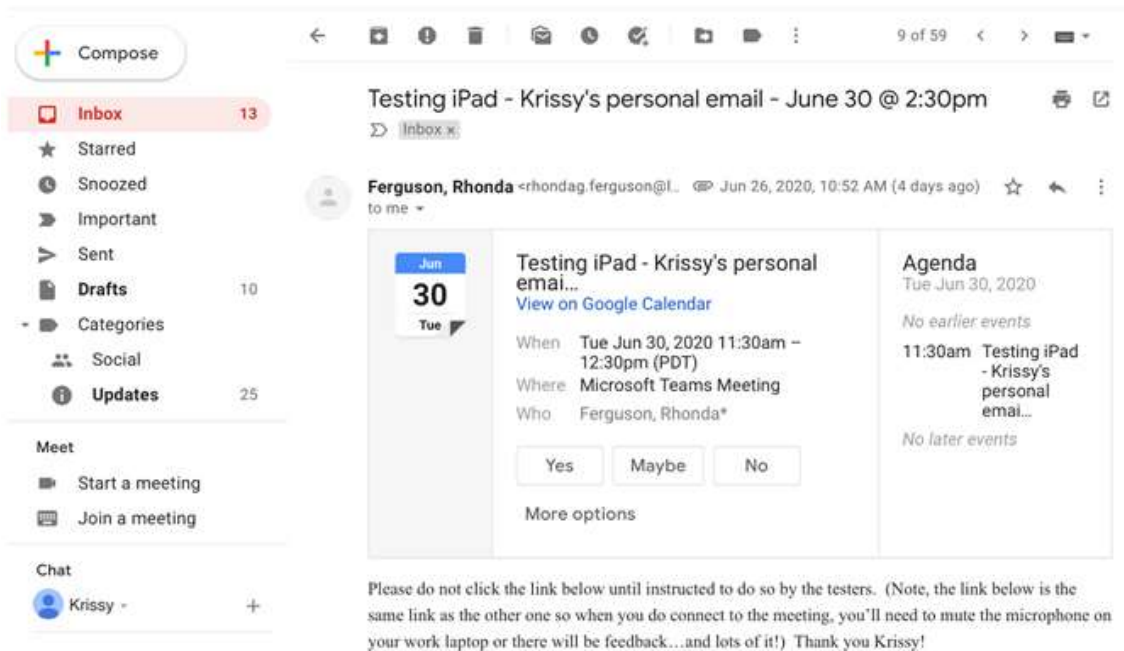 Compose
9 of 59
Inbox 13
Starred
Snoozed
Important
Sent
Drafts 10
Categories
Social
Updates 25
Meet
Start a meeting
Join a meeting
Chat
Krissy
Testing iPad - Krissy's personal email - June 30 @ 2:30pm
Inbox x
Ferguson, Rhonda <rhondag.ferguson@l.. Jun 26, 2020, 10:52 AM (4 days ago)
to me
Jun
30
Tue
Testing iPad - Krissy's personal
emai...
View on Google Calendar
When Tue Jun 30, 2020 11:30am –
12:30pm (PDT)
Where Microsoft Teams Meeting
Who Ferguson, Rhonda*
Yes Maybe No
More options
Agenda
Tue Jun 30, 2020
No earlier events
11:30am Testing iPad
- Krissy's
personal
emai...
No later events
Please do not click the link below until instructed to do so by the testers. (Note, the link below is the
same link as the other one so when you do connect to the meeting, you'll need to mute the microphone on
your work laptop or there will be feedback…and lots of it!) Thank you Krissy!